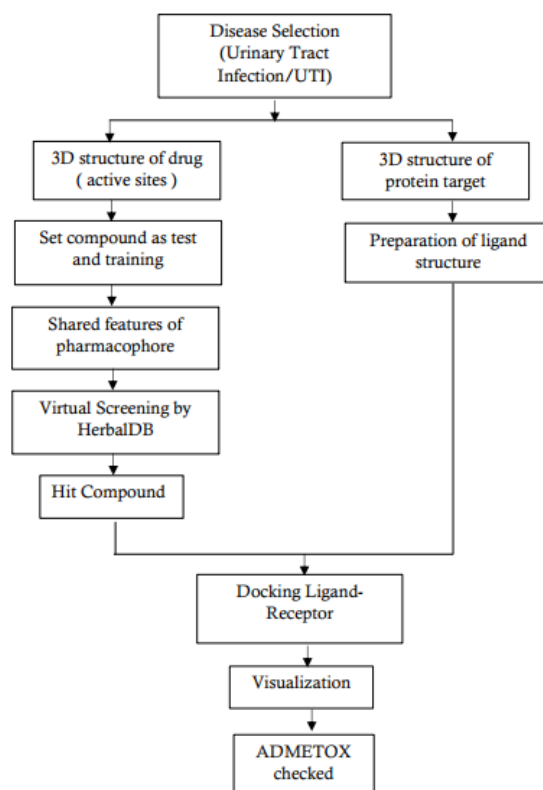 Disease Selection
(Urinary Tract
Infection/UTI)
3D structure of drug
( active sites )
3D structure of
protein target
Set compound as test
and training
Preparation of ligand
structure
Shared features of
pharmacophore
Virtual Screening by
HerbalDB
Hit Compound
Docking Ligand-
Receptor
Visualization
ADMETOX
checked